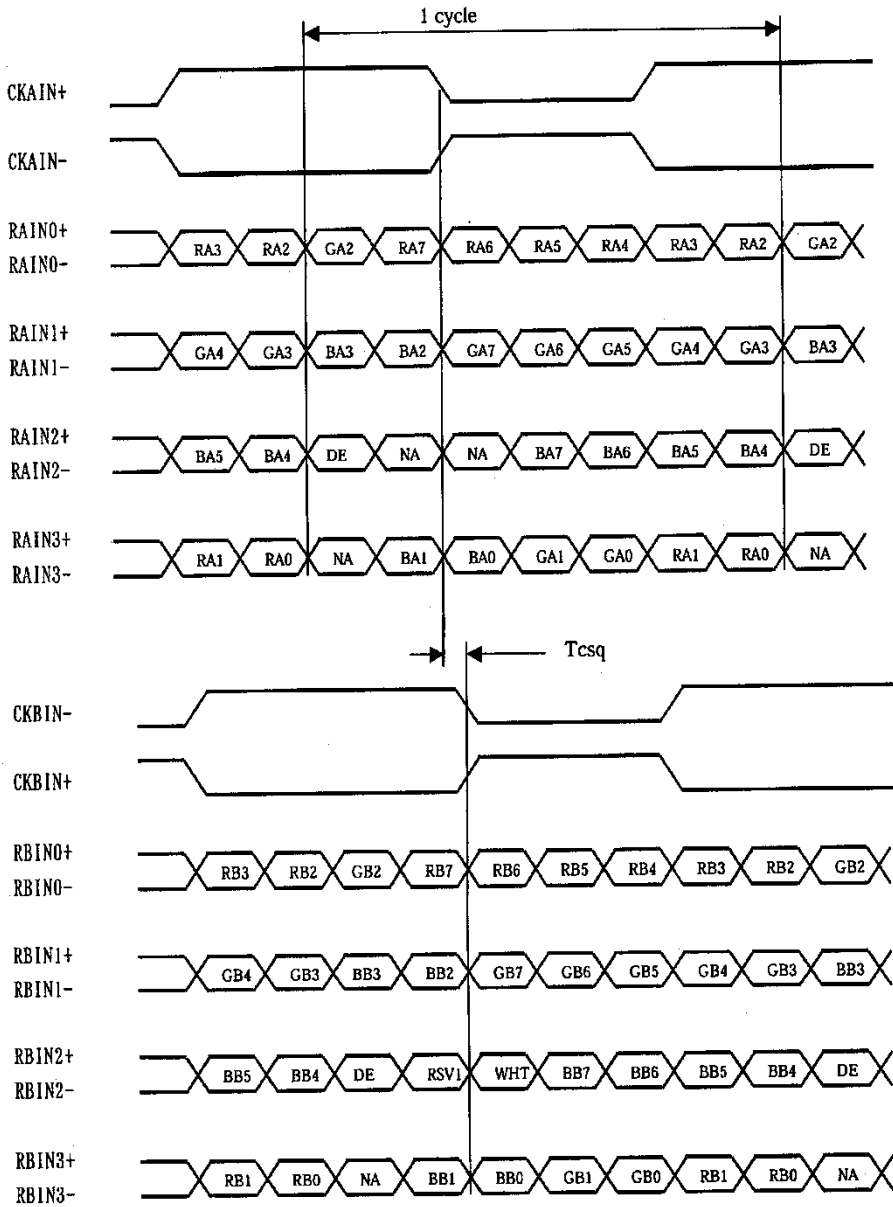 1 cycle
CKAIN+
CKAIN-
RAIN0+ RA3 RA2 GA2 RA7 RA6 RA5 RA4 RA3 RA2 GA2
RAIN0-
RAIN1+ GA4 GA3 BA3 BA2 GA7 GA6 GA5 GA4 GA3 BA3
RAIN1-
RAIN2+ BA5 BA4 DE NA NA BA7 BA6 BA5 BA4 DE
RAIN2-
RAIN3+ RA1 RA0 NA BA1 BA0 GA1 GA0 RA1 RA0 NA
RAIN3-
Tcsq
CKBIN-
CKBIN+
RBIN0+ RB3 RB2 GB2 RB7 RB6 RB5 RB4 RB3 RB2 GB2
RBIN0-
RBIN1+ GB4 GB3 BB3 BB2 GB7 GB6 GB5 GB4 GB3 BB3
RBIN1-
RBIN2+ BB5 BB4 DE RSV1 WHT BB7 BB6 BB5 BB4 DE
RBIN2-
RBIN3+ RB1 RB0 NA BB1 BB0 GB1 GB0 RB1 RB0 NA
RBIN3-